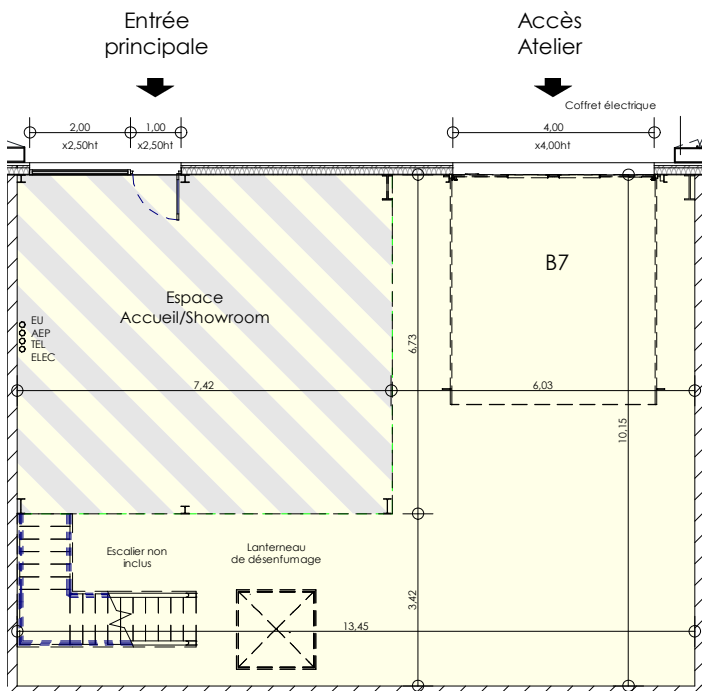 Entrée
principale
Accès
Atelier
Coffret électrique
2,00
1,00
4,00
x2,50ht
x2,50ht
x4,00ht
B7
Espace
Accueil/Showroom
EU
AEP
TEL
ELEC
6,73
7,42
6,03
10,15
Escalier non
inclus
Lanterneau
de désenfumage
3,42
13,45